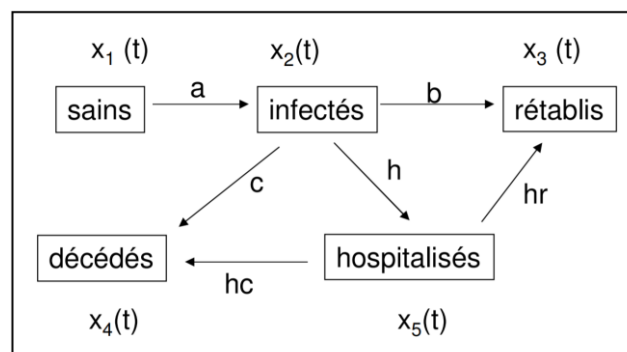 x₁ (t) x₂(t) x₃ (t)
a b
sains infectés rétablis
c h hr
décédés hospitalisés
hc
x₄(t) x₅(t)